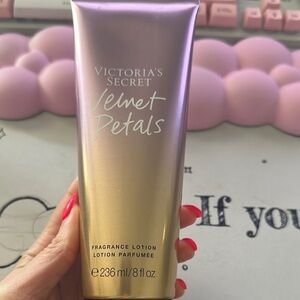 VICTORIA'S
SECRET
Velvet
Petals
FRAGRANCE LOTION
LOTION PARFUMÉE
℮ 236 ml/8 fl oz
If you